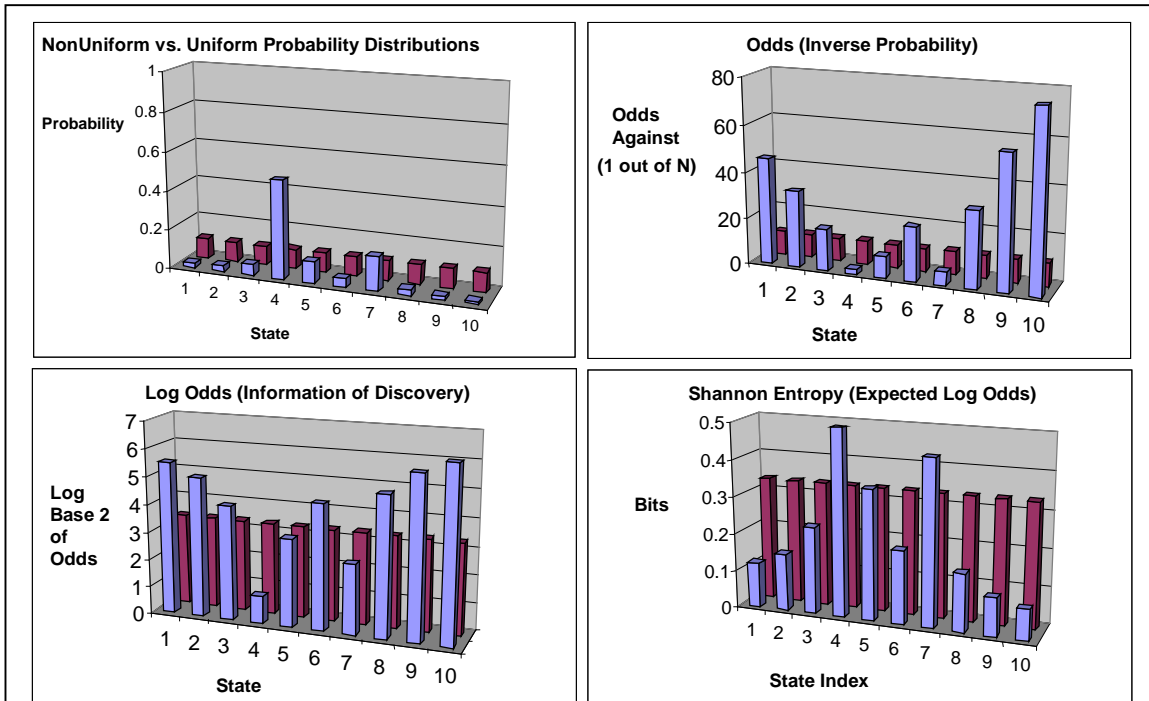 NonUniform vs. Uniform Probability Distributions
1
0.8
0.6
0.4
0.2
0
Probability
1 2 3 4 5 6 7 8 9 10
State
Odds (Inverse Probability)
80
60
40
20
0
Odds
Against
(1 out of N)
1 2 3 4 5 6 7 8 9 10
State
Log Odds (Information of Discovery)
7
6
5
4
3
2
1
0
Log
Base 2
of
Odds
1 2 3 4 5 6 7 8 9 10
State
Shannon Entropy (Expected Log Odds)
0.5
0.4
0.3
0.2
0.1
0
Bits
1 2 3 4 5 6 7 8 9 10
State Index